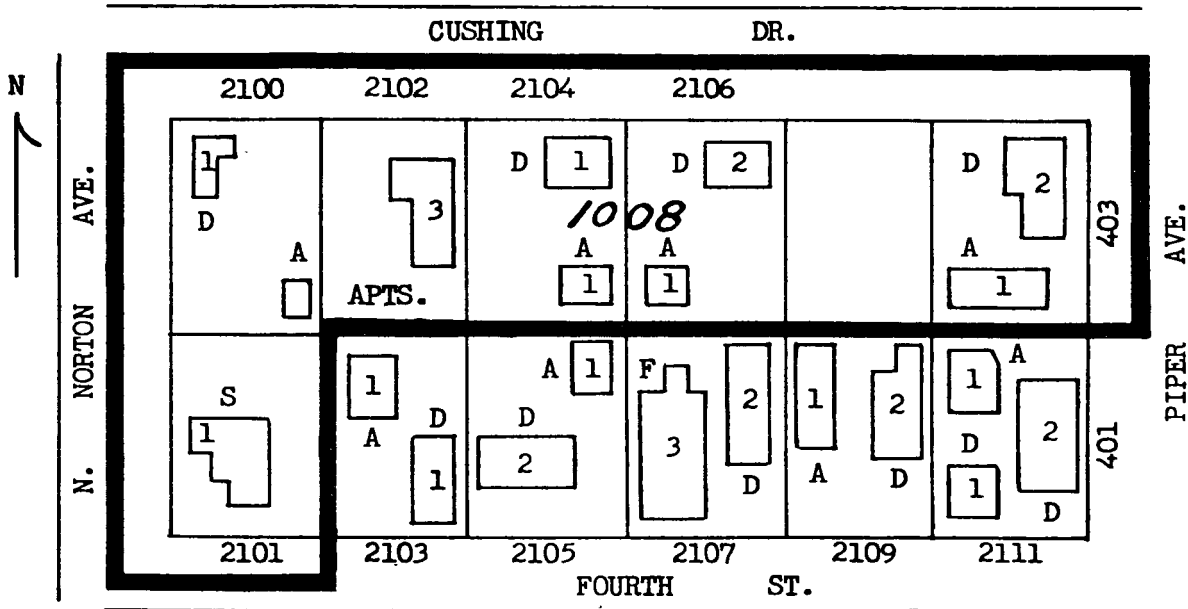 CUSHING DR.
N
2100 2102 2104 2106
1 D 1 D 2 D 2
D 3 403
1008
A A A A
APTS. 1 1 1
N. NORTON AVE.
PIPER AVE.
S A 1 F A
1 1 2 1 2 1
D D 3 2
A 2 D 401
1 D A D 1 D
2101 2103 2105 2107 2109 2111
FOURTH ST.